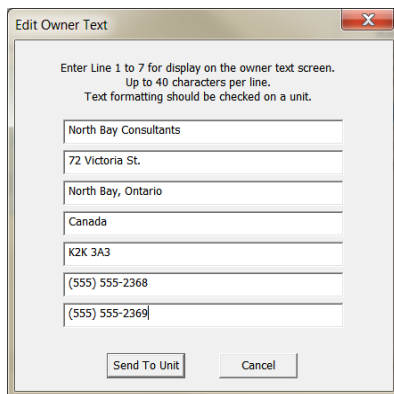 Edit Owner Text
X
Enter Line 1 to 7 for display on the owner text screen.
Up to 40 characters per line.
Text formatting should be checked on a unit.
North Bay Consultants
72 Victoria St.
North Bay, Ontario
Canada
K2K 3A3
(555) 555-2368
(555) 555-2369
Send To Unit Cancel